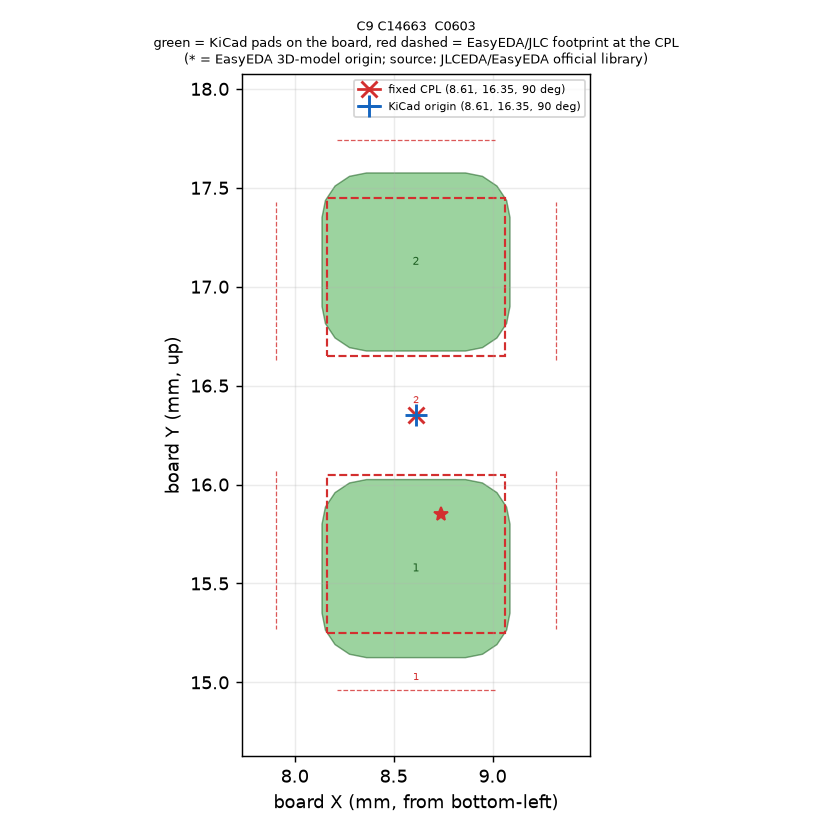 C9 C14663  C0603
green = KiCad pads on the board, red dashed = EasyEDA/JLC footprint at the CPL
(* = EasyEDA 3D-model origin; source: JLCEDA/EasyEDA official library)
fixed CPL (8.61, 16.35, 90 deg)
KiCad origin (8.61, 16.35, 90 deg)
18.0
17.5
2
17.0
16.5
2
board Y (mm, up)
16.0
15.5
1
15.0
1
8.0 8.5 9.0
board X (mm, from bottom-left)